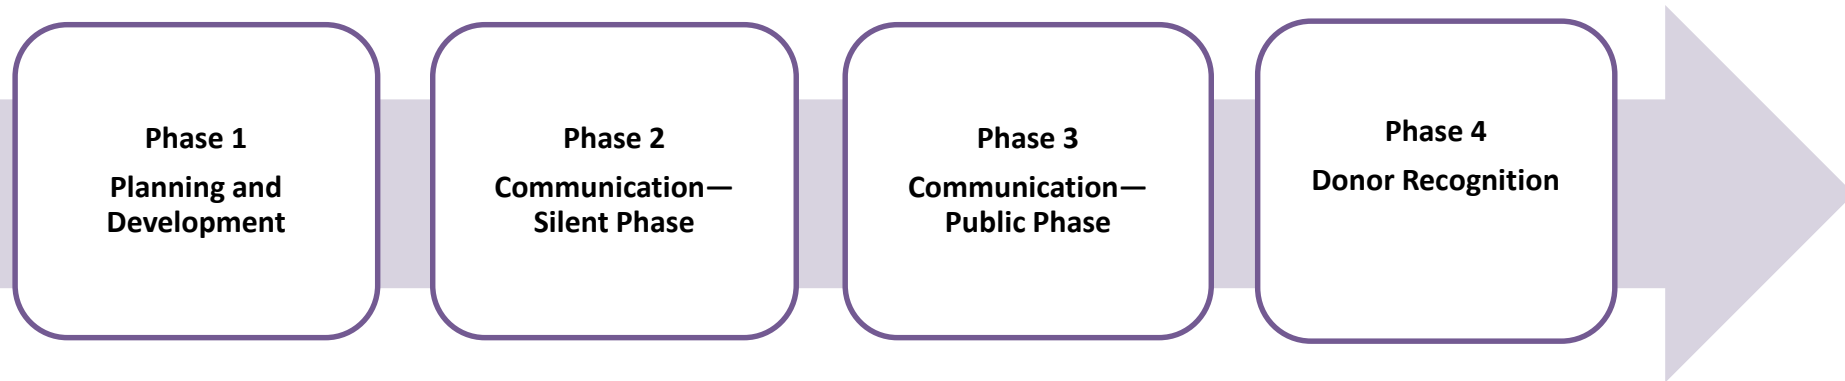 Phase 1
Planning and
Development
Phase 2
Communication—
Silent Phase
Phase 3
Communication—
Public Phase
Phase 4
Donor Recognition